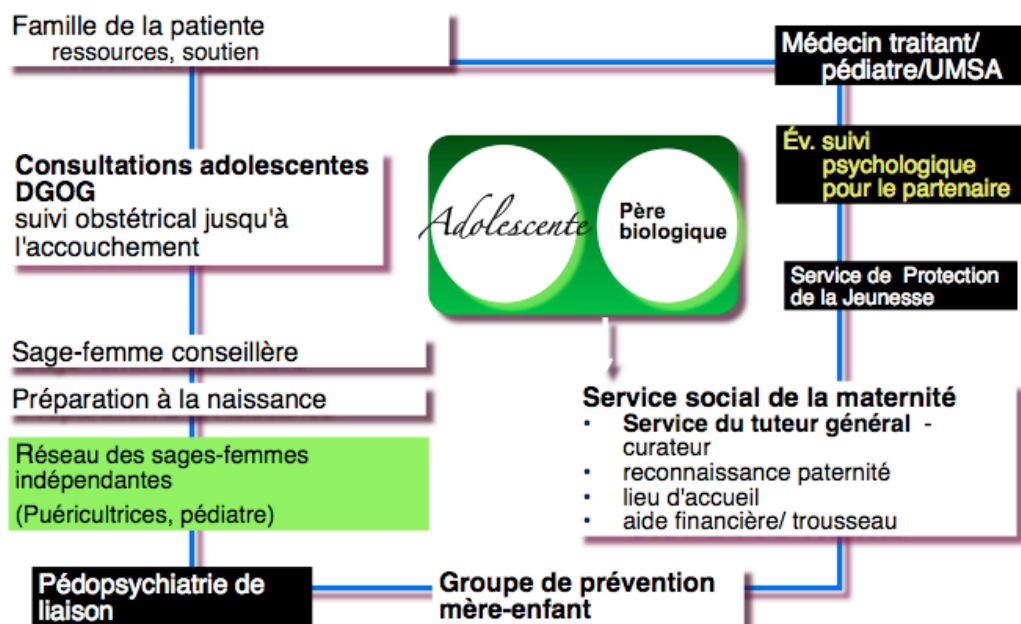 Famille de la patiente
ressources, soutien
Médecin traitant/
pédiatre/UMSA
Év. suivi
psychologique
pour le partenaire
Consultations adolescentes
DGOG
suivi obstétrical jusqu'à
l'accouchement
Adolescente
Père
biologique
Service de Protection
de la Jeunesse
Sage-femme conseillère
Préparation à la naissance
Réseau des sages-femmes
indépendantes
(Puéricultrices, pédiatre)
Service social de la maternité
• Service du tuteur général -
curateur
• reconnaissance paternité
• lieu d'accueil
• aide financière/ trousseau
Pédopsychiatrie de
liaison
Groupe de prévention
mère-enfant